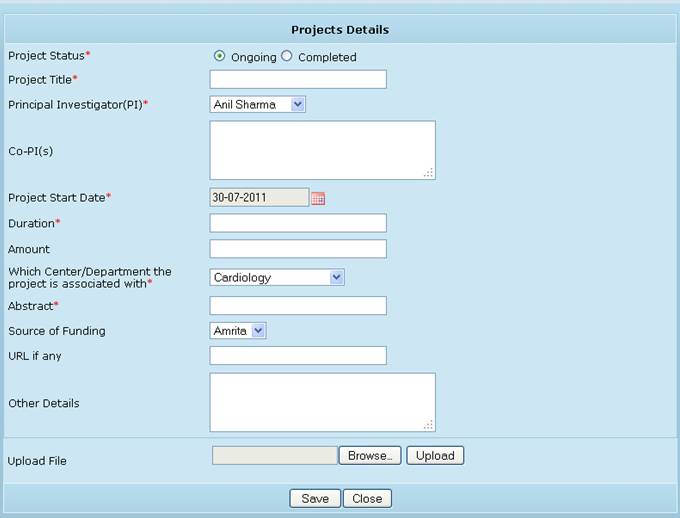 Projects Details
Project Status* Ongoing Completed
Project Title*
Principal Investigator(PI)* Anil Sharma
Co-PI(s)
Project Start Date* 30-07-2011
Duration*
Amount
Which Center/Department the
project is associated with* Cardiology
Abstract*
Source of Funding Amrita
URL if any
Other Details
Upload File Browse... Upload
Save Close